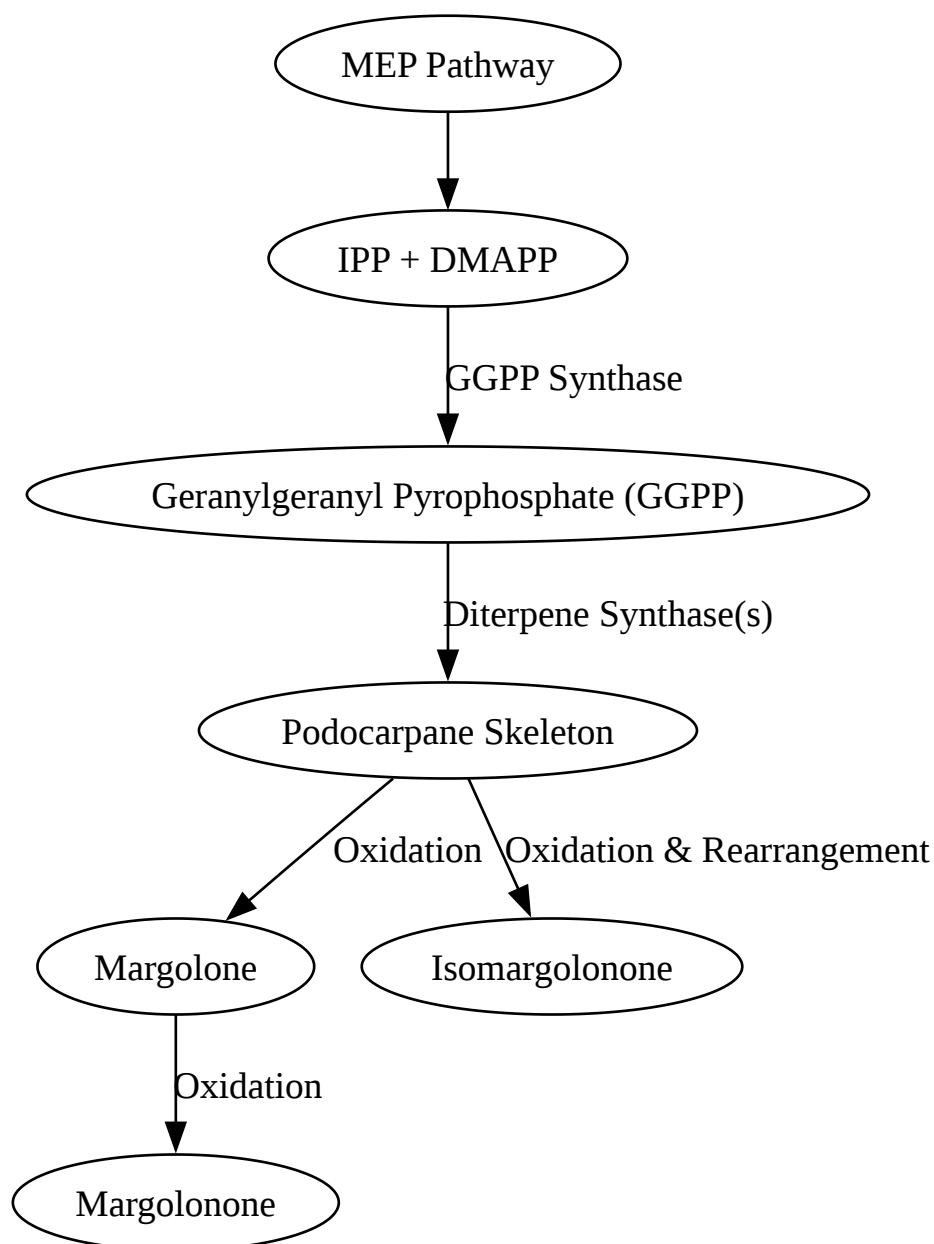 MEP Pathway
IPP + DMAPP
GGPP Synthase
Geranylgeranyl Pyrophosphate (GGPP)
Diterpene Synthase(s)
Podocarpane Skeleton
Oxidation
Oxidation & Rearrangement
Margolone
Isomargolonone
Oxidation
Margolonone